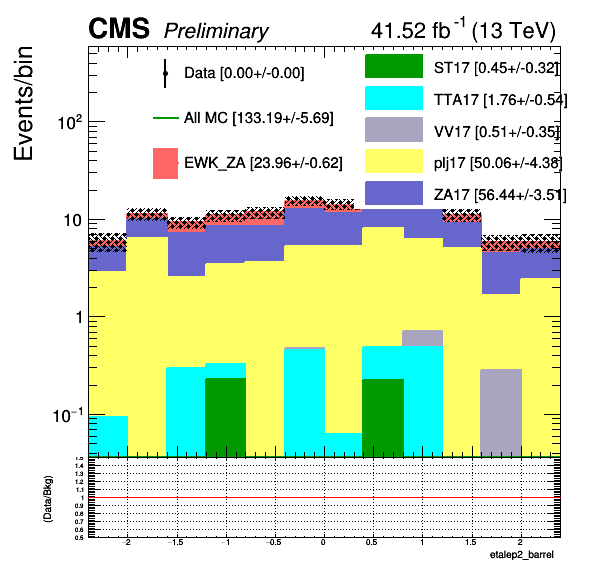 CMS Preliminary 41.52 fb⁻¹ (13 TeV)
Events/bin
Data [0.00+/-0.00]
All MC [133.19+/-5.69]
EWK_ZA [23.96+/-0.62]
ST17 [0.45+/-0.32]
TTA17 [1.76+/-0.54]
VV17 [0.51+/-0.35]
plj17 [50.06+/-4.38]
ZA17 [56.44+/-3.51]
10²
10
1
10⁻¹
(Data/Bkg)
1.5
1.4
1.3
1.2
1.1
1
0.9
0.8
0.7
0.6
0.5
−2 −1.5 −1 −0.5 0 0.5 1 1.5 2
etalep2_barrel